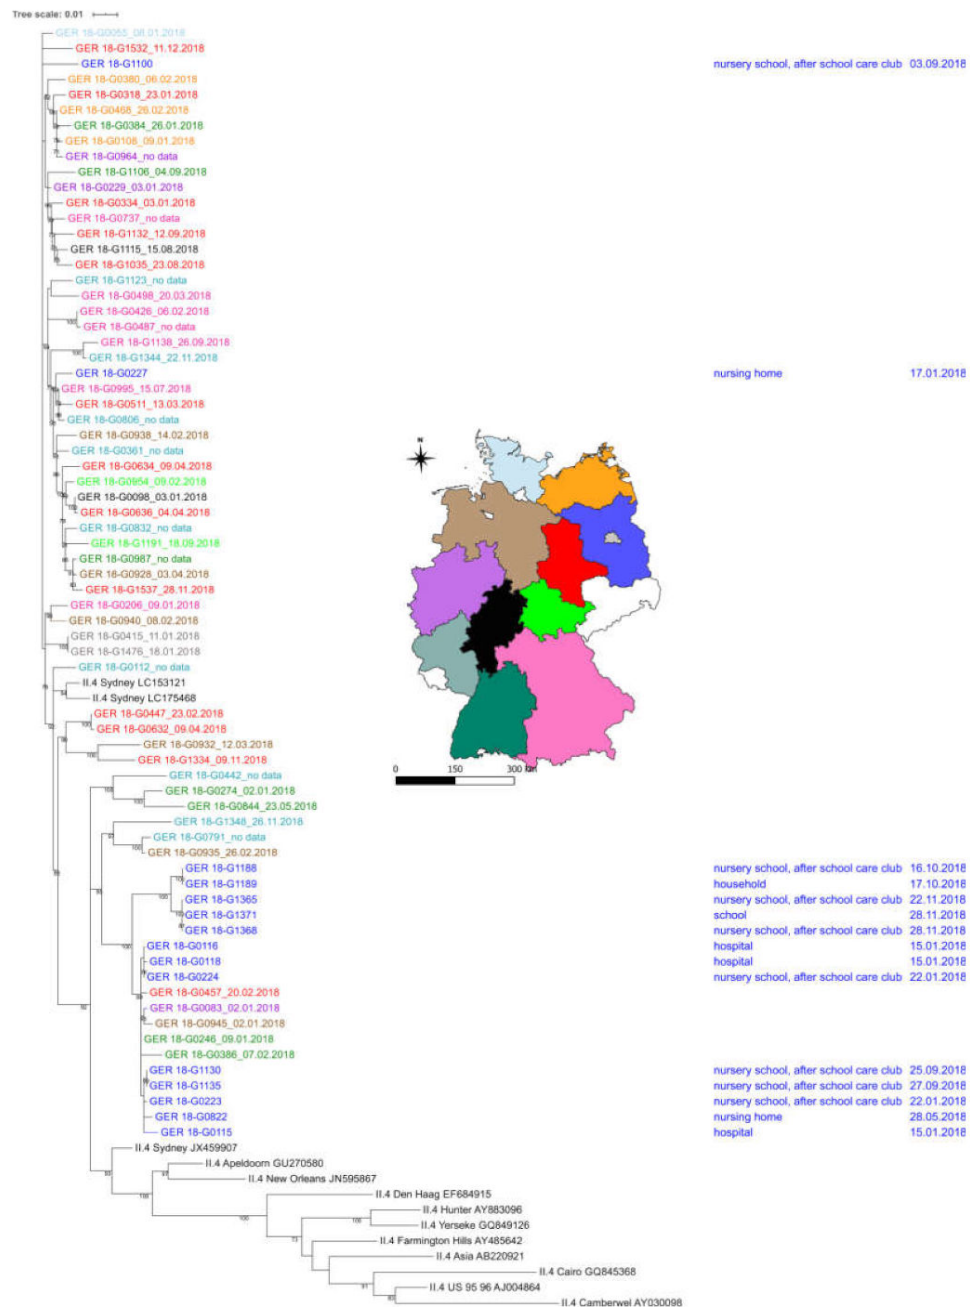 Tree scale: 0.01
GER 18-G0055_08.01.2018
GER 18-G1532_11.12.2018
GER 18-G1100 nursery school, after school care club 03.09.2018
GER 18-G0380_06.02.2018
GER 18-G0318_23.01.2018
GER 18-G0468_26.02.2018
GER 18-G0384_26.01.2018
GER 18-G0108_09.01.2018
GER 18-G0964_no data
GER 18-G1106_04.09.2018
GER 18-G0229_03.01.2018
GER 18-G0334_03.01.2018
GER 18-G0737_no data
GER 18-G1132_12.09.2018
GER 18-G1115_15.08.2018
GER 18-G1035_23.08.2018
GER 18-G1123_no data
GER 18-G0498_20.03.2018
GER 18-G0426_06.02.2018
100 GER 18-G0487_no data
GER 18-G1138_26.09.2018
100 GER 18-G1344_22.11.2018
GER 18-G0227 nursing home 17.01.2018
GER 18-G0995_15.07.2018
GER 18-G0511_13.03.2018
GER 18-G0806_no data
GER 18-G0938_14.02.2018
GER 18-G0361_no data
GER 18-G0634_09.04.2018
GER 18-G0954_09.02.2018
GER 18-G0098_03.01.2018
GER 18-G0636_04.04.2018
GER 18-G0832_no data
GER 18-G1191_18.09.2018
GER 18-G0987_no data
GER 18-G0928_03.04.2018
GER 18-G1537_28.11.2018
GER 18-G0206_09.01.2018
GER 18-G0940_08.02.2018
GER 18-G0415_11.01.2018
100 GER 18-G1476_18.01.2018
GER 18-G0112_no data
II.4 Sydney LC153121
II.4 Sydney LC175468
GER 18-G0447_23.02.2018
100 GER 18-G0632_09.04.2018
GER 18-G0932_12.03.2018
100 GER 18-G1334_09.11.2018
GER 18-G0442_no data
GER 18-G0274_02.01.2018
100 GER 18-G0844_23.05.2018
GER 18-G1348_26.11.2018
GER 18-G0791_no data
100 GER 18-G0935_26.02.2018
GER 18-G1188 nursery school, after school care club 16.10.2018
GER 18-G1189 household 17.10.2018
100 GER 18-G1365 nursery school, after school care club 22.11.2018
GER 18-G1371 school 28.11.2018
GER 18-G1368 nursery school, after school care club 28.11.2018
100 GER 18-G0116 hospital 15.01.2018
GER 18-G0118 hospital 15.01.2018
GER 18-G0224 nursery school, after school care club 22.01.2018
GER 18-G0457_20.02.2018
GER 18-G0083_02.01.2018
GER 18-G0945_02.01.2018
GER 18-G0246_09.01.2018
GER 18-G0386_07.02.2018
GER 18-G1130 nursery school, after school care club 25.09.2018
GER 18-G1135 nursery school, after school care club 27.09.2018
GER 18-G0223 nursery school, after school care club 22.01.2018
GER 18-G0822 nursing home 28.05.2018
GER 18-G0115 hospital 15.01.2018
II.4 Sydney JX459907
II.4 Apeldoorn GU270580
II.4 New Orleans JN595867
100
II.4 Den Haag EF684915
100
II.4 Hunter AY883096
100 II.4 Yerseke GQ849126
73 II.4 Farmington Hills AY485642
II.4 Asia AB220921
II.4 Cairo GQ845368
II.4 US 95 96 AJ004864
II.4 Camberwel AY030098
N
0 150 300 km